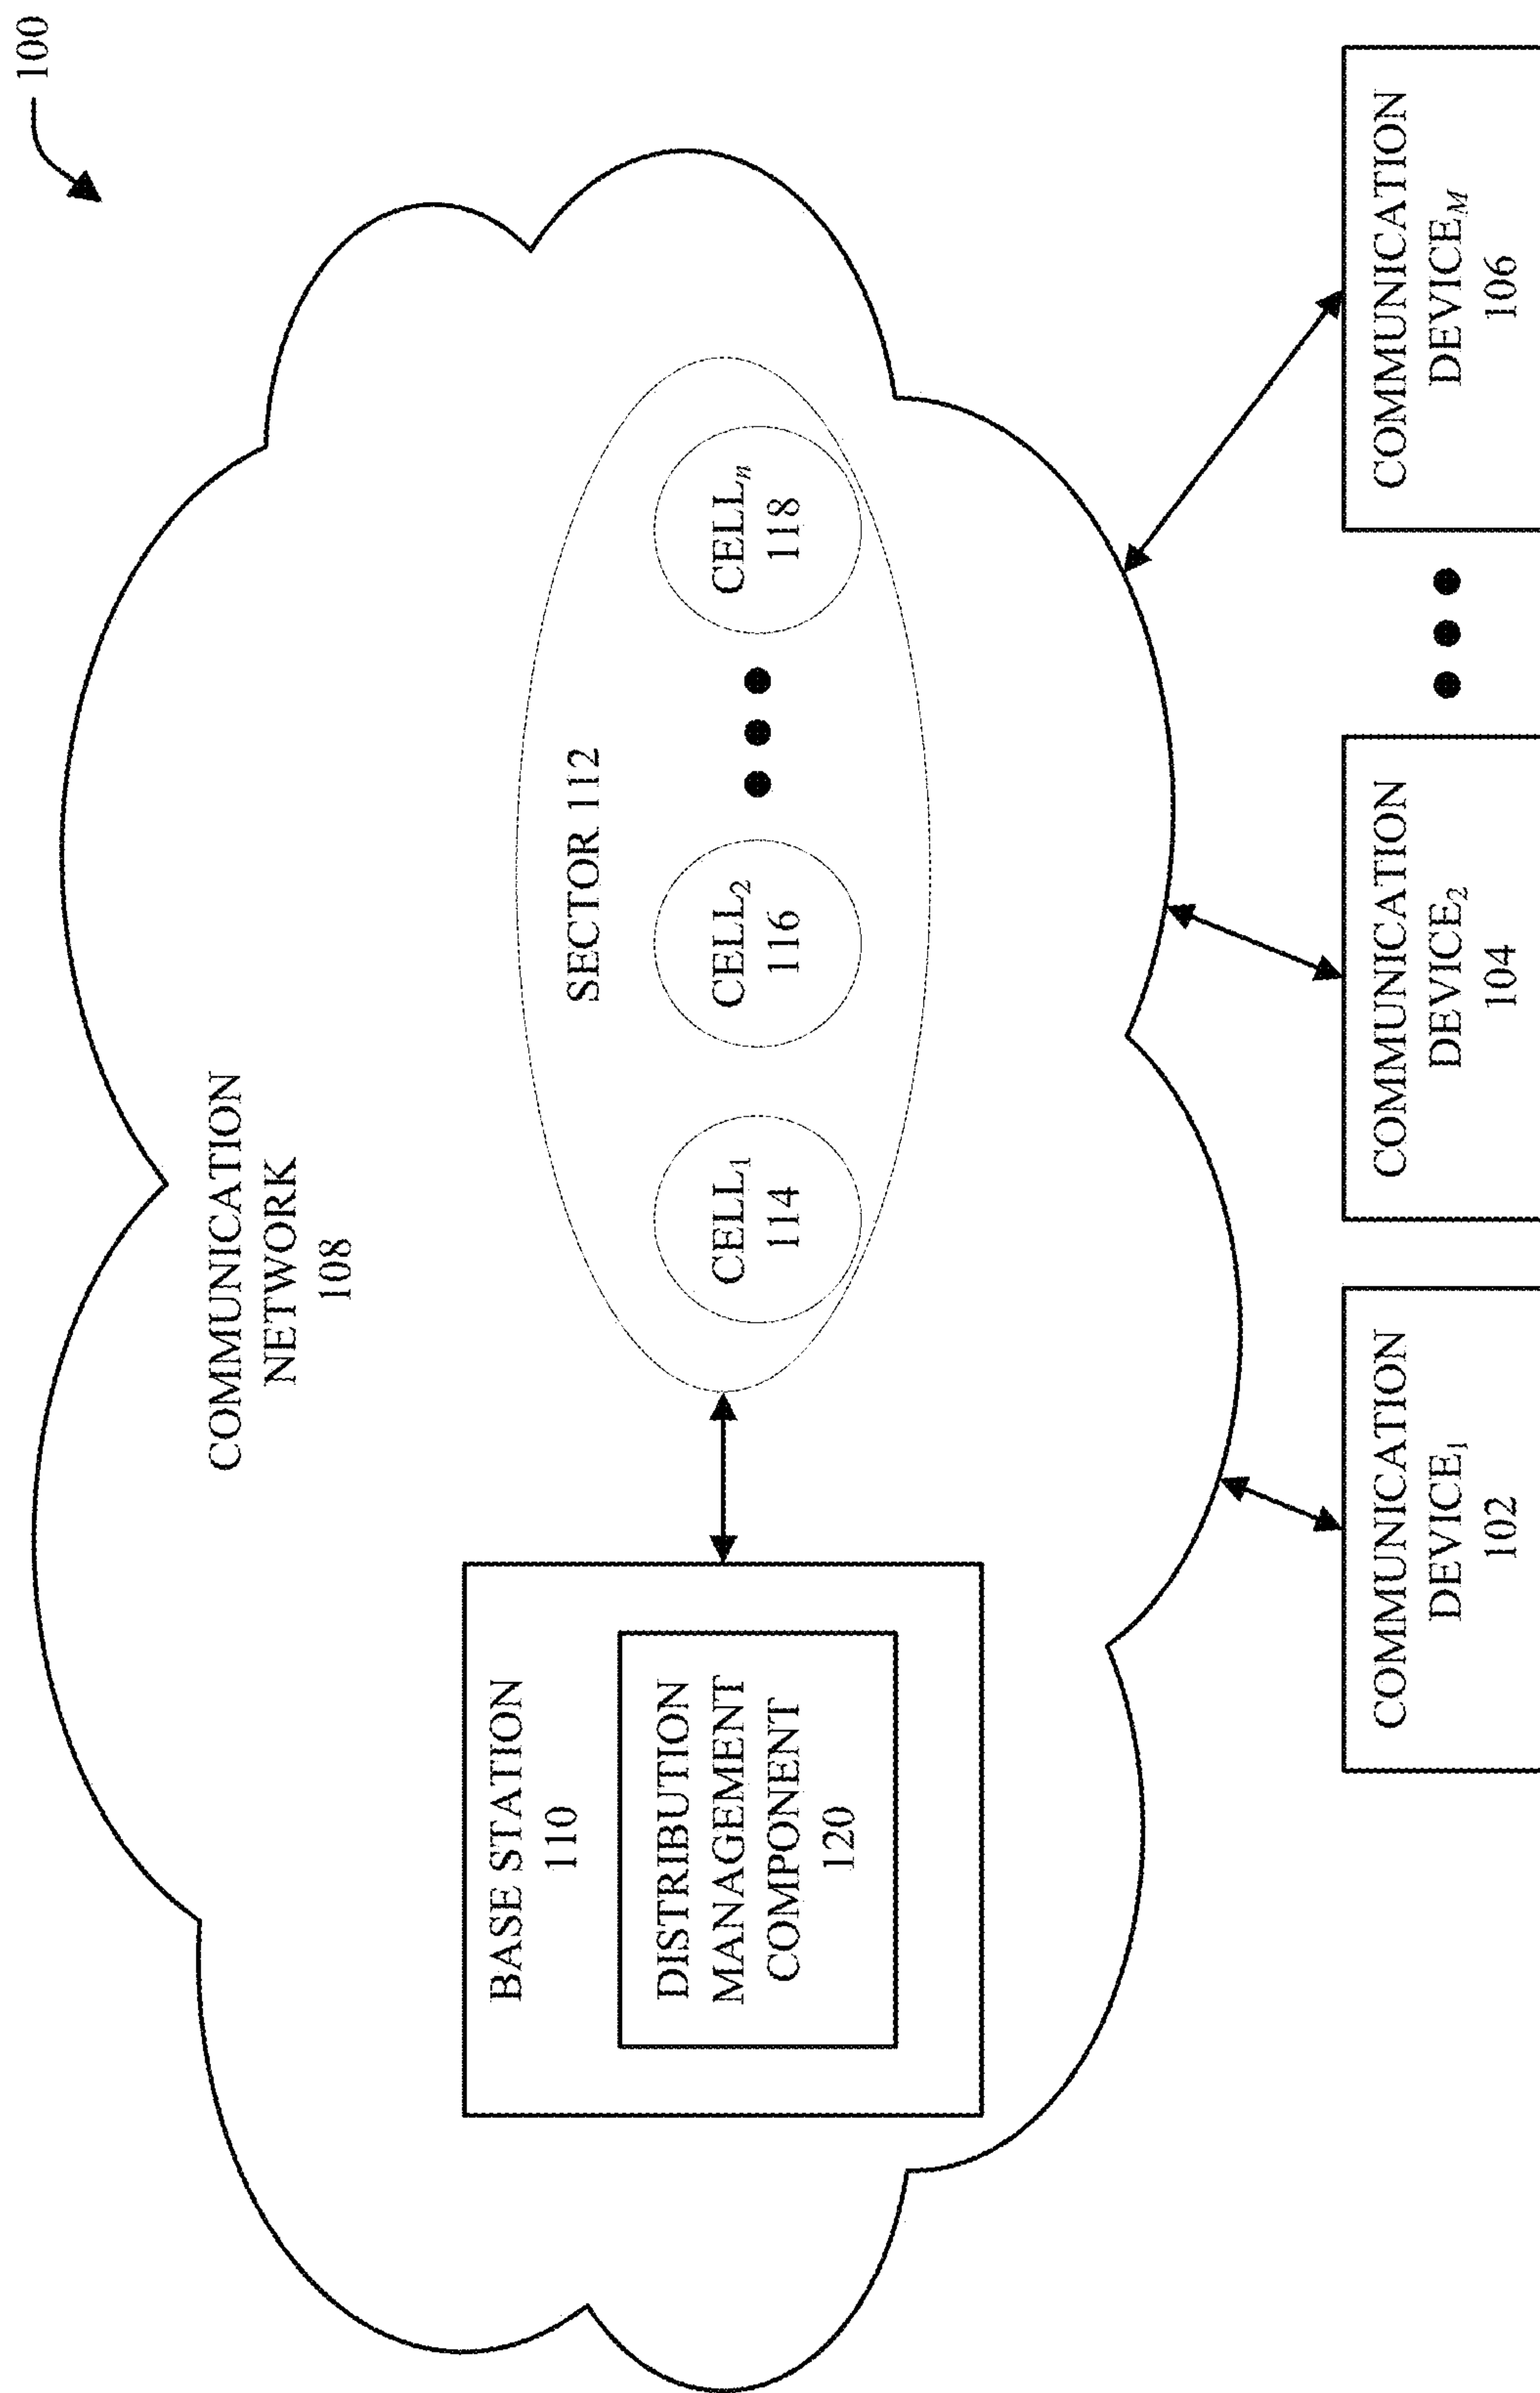 100
COMMUNICATION
NETWORK
108
BASE STATION
110
DISTRIBUTION
MANAGEMENT
COMPONENT
120
SECTOR 112
CELL₁
114
CELL₂
116
CELLₙ
118
COMMUNICATION
DEVICE₁
102
COMMUNICATION
DEVICE₂
104
COMMUNICATION
DEVICE_M
106